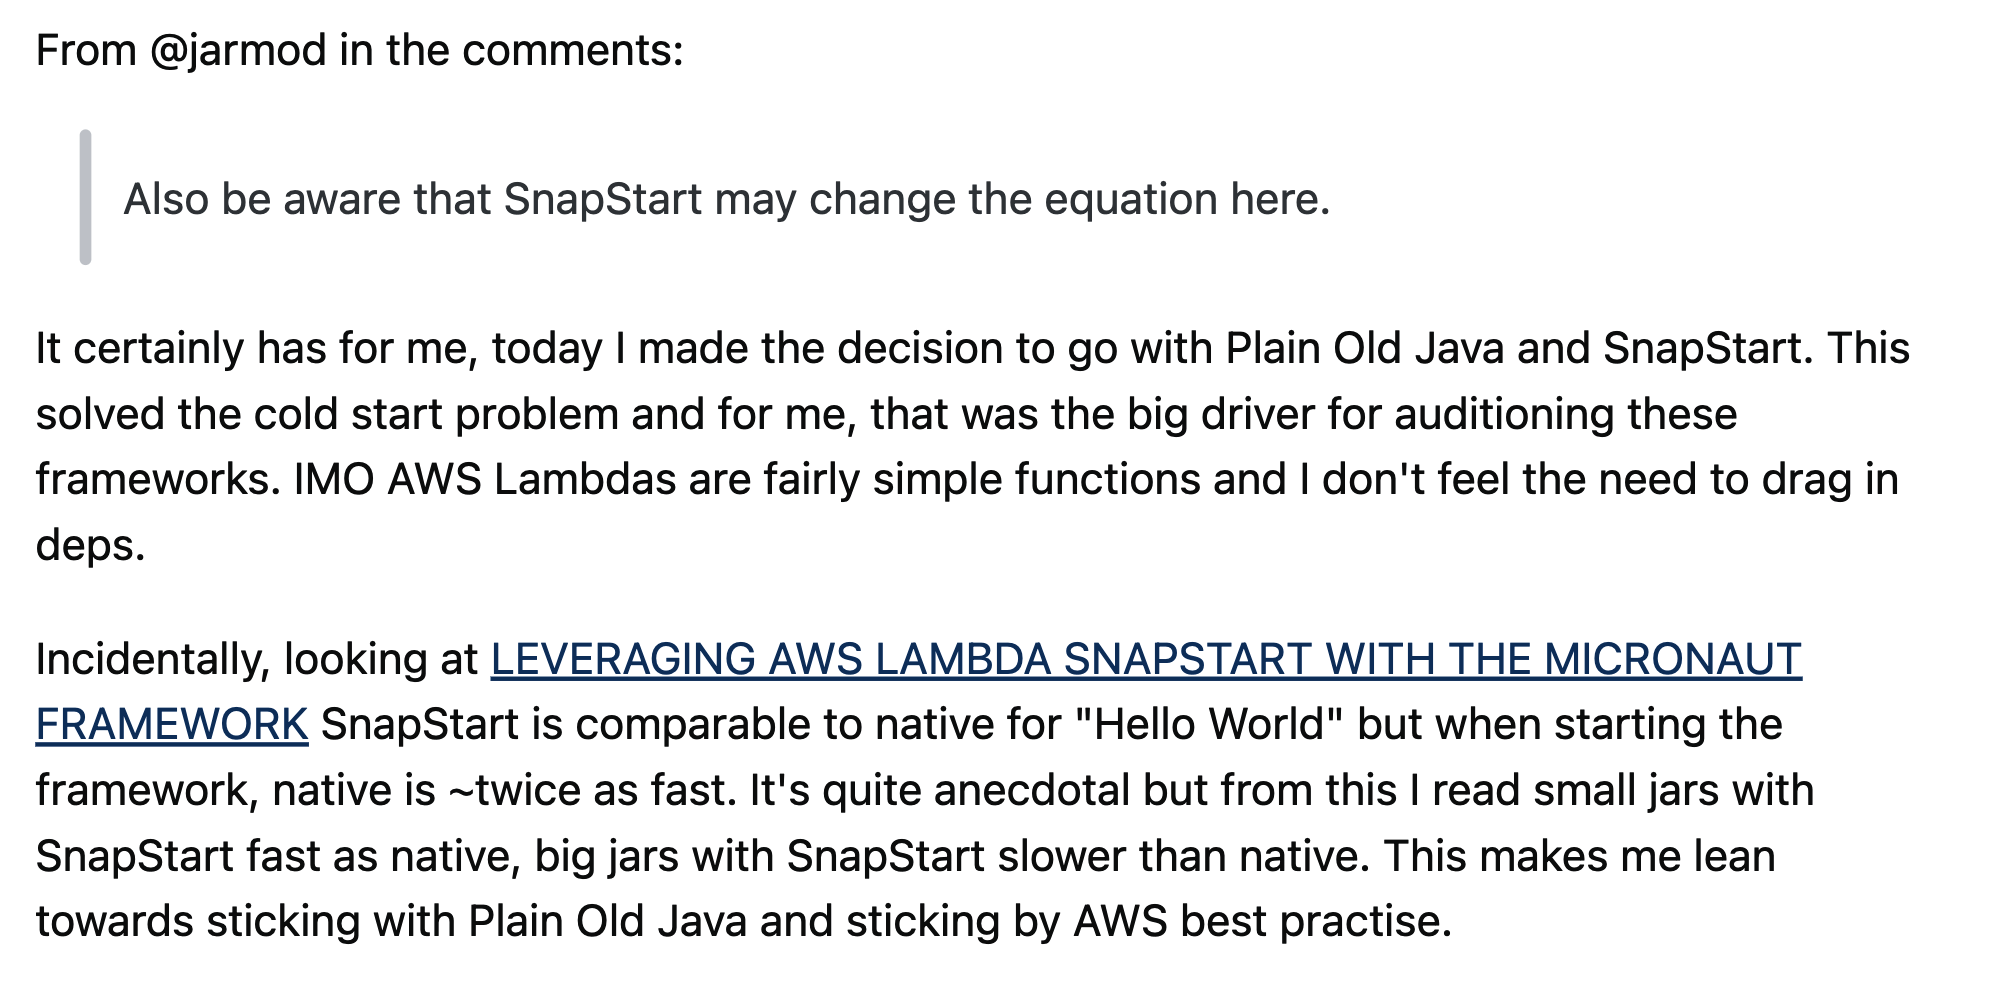 From @jarmod in the comments:
Also be aware that SnapStart may change the equation here.
It certainly has for me, today I made the decision to go with Plain Old Java and SnapStart. This
solved the cold start problem and for me, that was the big driver for auditioning these
frameworks. IMO AWS Lambdas are fairly simple functions and I don't feel the need to drag in
deps.
Incidentally, looking at LEVERAGING AWS LAMBDA SNAPSTART WITH THE MICRONAUT
FRAMEWORK SnapStart is comparable to native for "Hello World" but when starting the
framework, native is ~twice as fast. It's quite anecdotal but from this I read small jars with
SnapStart fast as native, big jars with SnapStart slower than native. This makes me lean
towards sticking with Plain Old Java and sticking by AWS best practise.